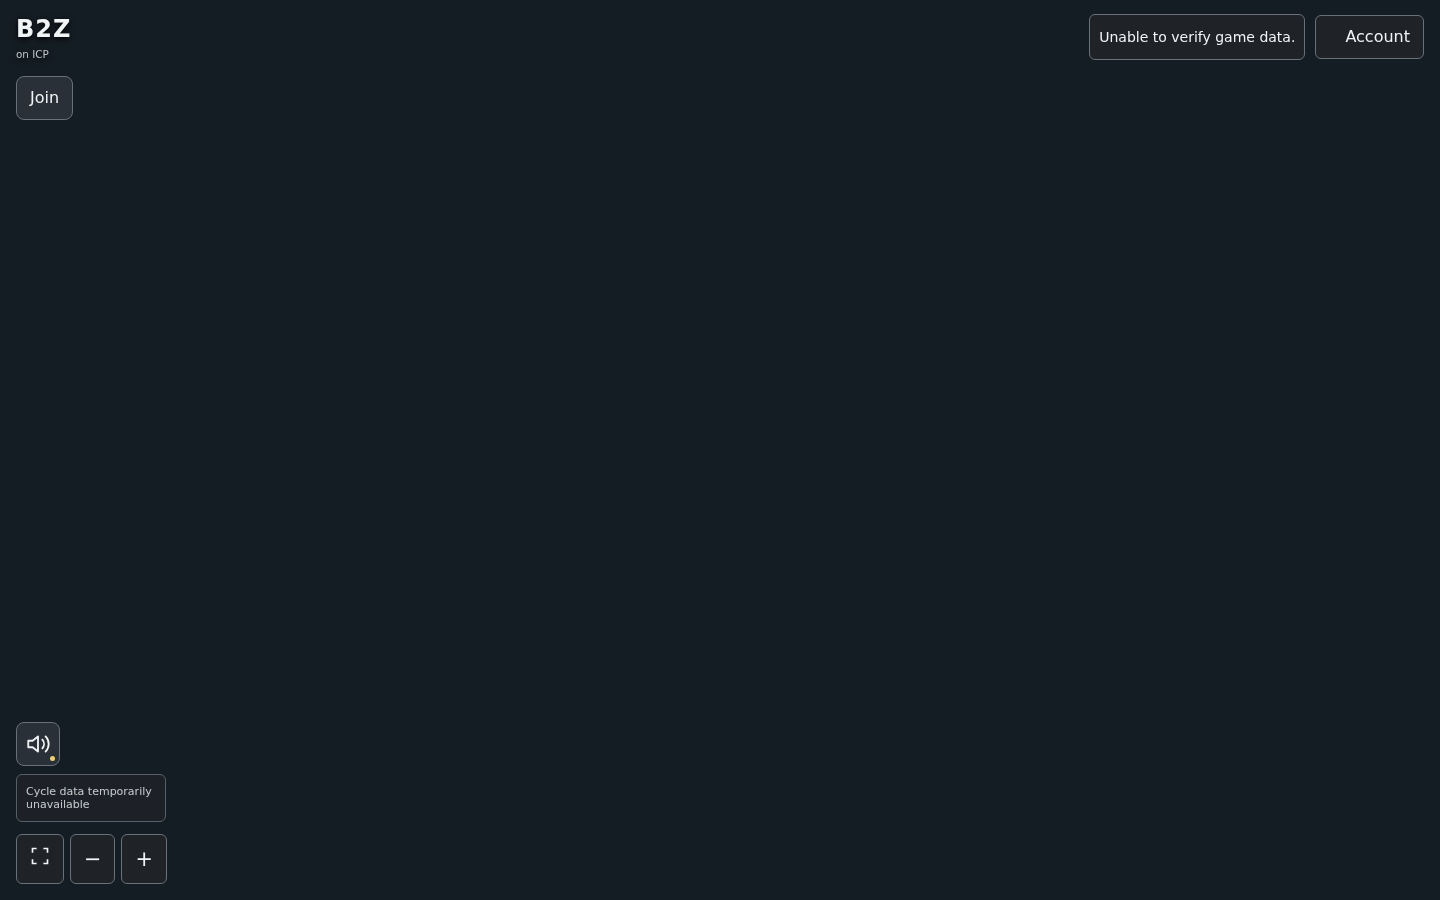 B2Z
on ICP
Unable to verify game data.
Account
Join
Cycle data temporarily
unavailable